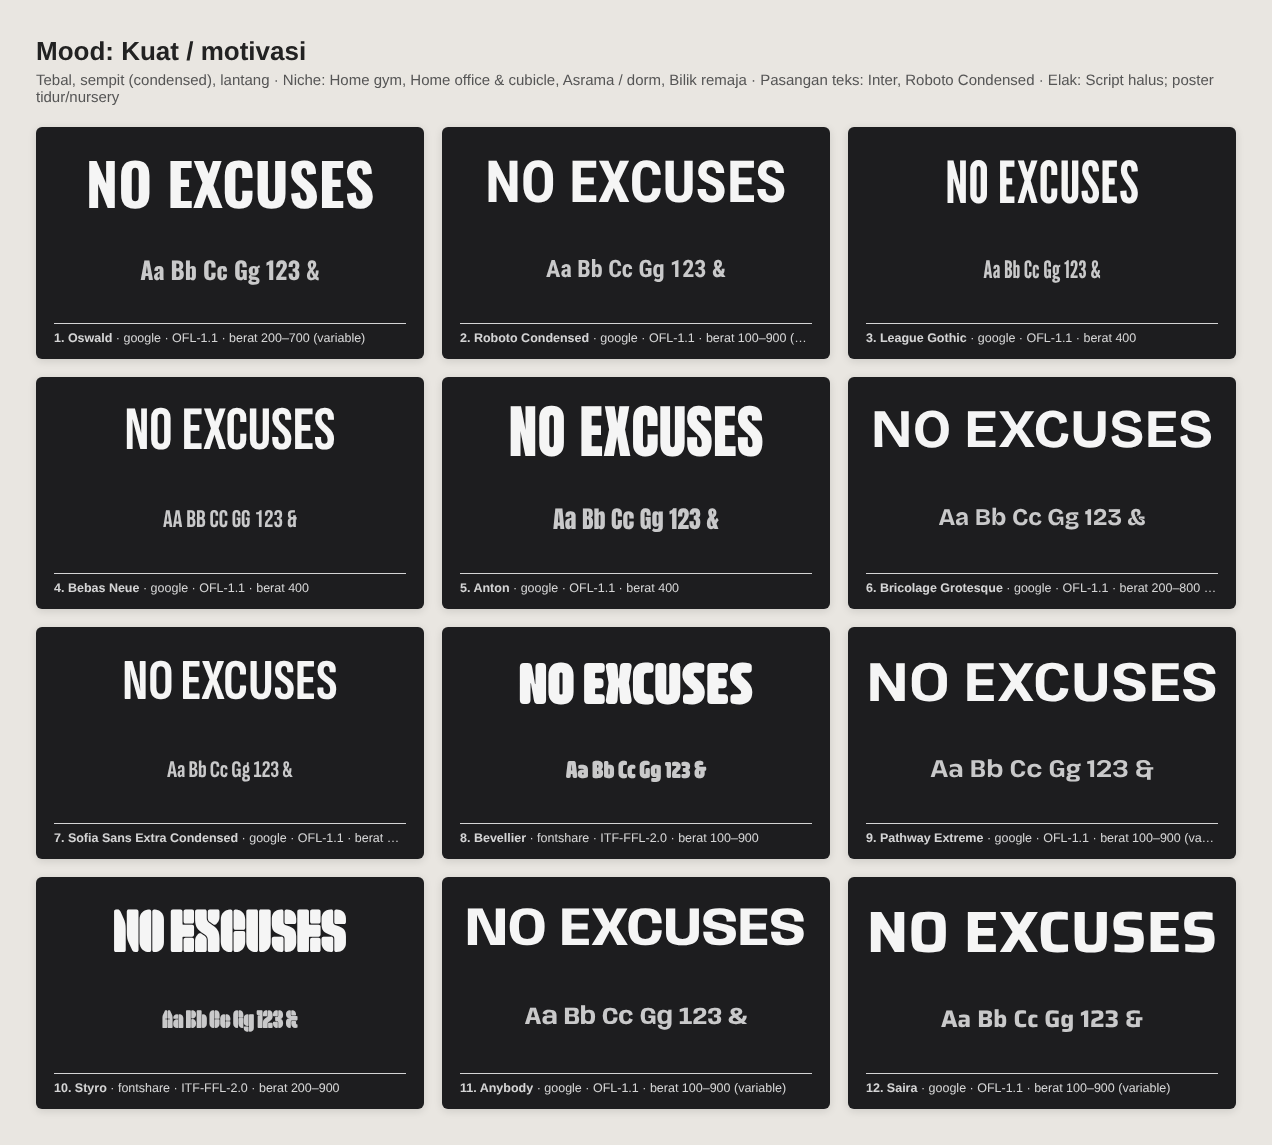 Mood: Kuat / motivasi
Tebal, sempit (condensed), lantang · Niche: Home gym, Home office & cubicle, Asrama / dorm, Bilik remaja · Pasangan teks: Inter, Roboto Condensed · Elak: Script halus; poster
tidur/nursery
NO EXCUSES
Aa Bb Cc Gg 123 &
1. Oswald · google · OFL-1.1 · berat 200–700 (variable)
NO EXCUSES
Aa Bb Cc Gg 123 &
2. Roboto Condensed · google · OFL-1.1 · berat 100–900 (…
NO EXCUSES
Aa Bb Cc Gg 123 &
3. League Gothic · google · OFL-1.1 · berat 400
NO EXCUSES
AA BB CC GG 123 &
4. Bebas Neue · google · OFL-1.1 · berat 400
NO EXCUSES
Aa Bb Cc Gg 123 &
5. Anton · google · OFL-1.1 · berat 400
NO EXCUSES
Aa Bb Cc Gg 123 &
6. Bricolage Grotesque · google · OFL-1.1 · berat 200–800 …
NO EXCUSES
Aa Bb Cc Gg 123 &
7. Sofia Sans Extra Condensed · google · OFL-1.1 · berat …
NO EXCUSES
Aa Bb Cc Gg 123 &
8. Bevellier · fontshare · ITF-FFL-2.0 · berat 100–900
NO EXCUSES
Aa Bb Cc Gg 123 &
9. Pathway Extreme · google · OFL-1.1 · berat 100–900 (va…
NO EXCUSES
Aa Bb Cc Gg 123 &
10. Styro · fontshare · ITF-FFL-2.0 · berat 200–900
NO EXCUSES
Aa Bb Cc Gg 123 &
11. Anybody · google · OFL-1.1 · berat 100–900 (variable)
NO EXCUSES
Aa Bb Cc Gg 123 &
12. Saira · google · OFL-1.1 · berat 100–900 (variable)